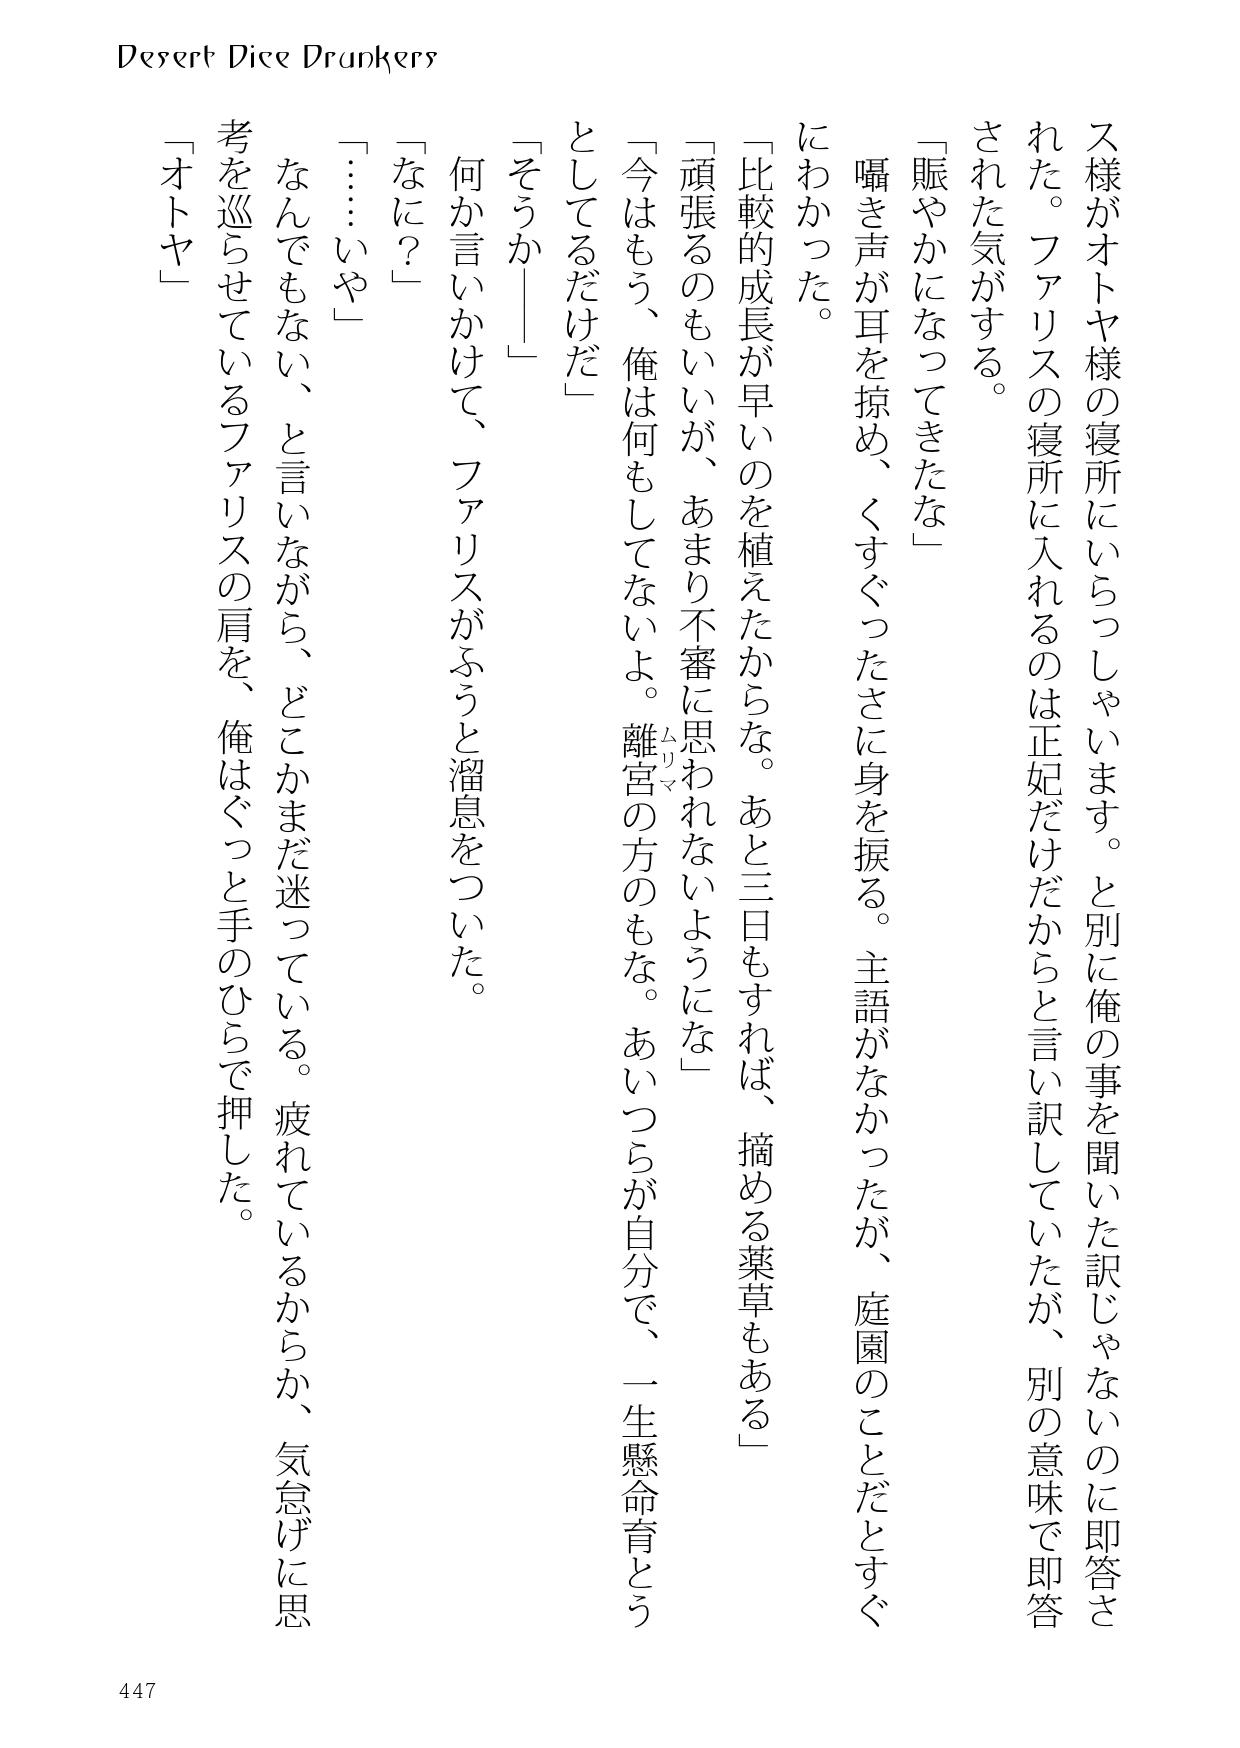 Desert Dice Drunkers
ス様がオトヤ様の寝所にいらっしゃいます。と別に俺の事を聞いた訳じゃないのに即答さ
れた。ファリスの寝所に入れるのは正妃だけだからと言い訳していたが、別の意味で即答
された気がする。
「賑やかになってきたな」
　囁き声が耳を掠め、くすぐったさに身を捩る。主語がなかったが、庭園のことだとすぐ
にわかった。
「比較的成長が早いのを植えたからな。あと三日もすれば、摘める薬草もある」
「頑張るのもいいが、あまり不審に思われないようにな」
「今はもう、俺は何もしてないよ。離宮の方のもな。あいつらが自分で、一生懸命育とう
ムリマ
としてるだけだ」
「そうか――」
　何か言いかけて、ファリスがふうと溜息をついた。
「なに？」
「……いや」
　なんでもない、と言いながら、どこかまだ迷っている。疲れているからか、気怠げに思
考を巡らせているファリスの肩を、俺はぐっと手のひらで押した。
「オトヤ」
447